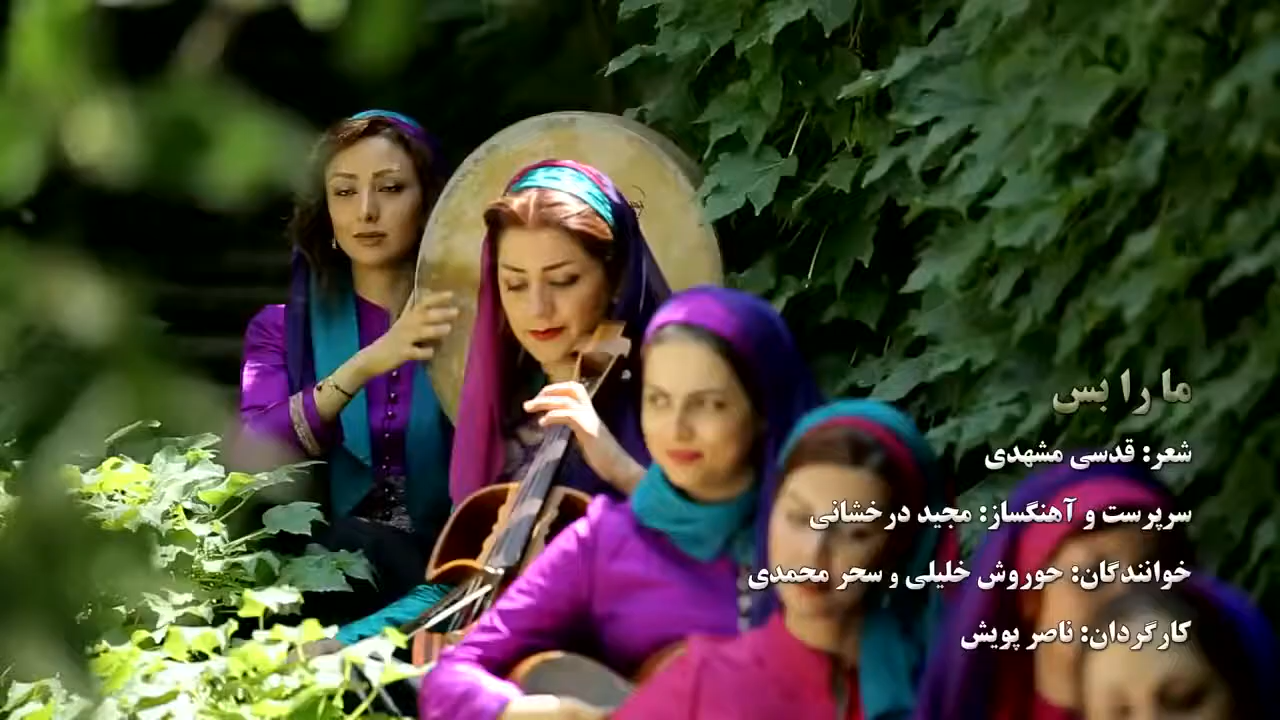 ما را بس
شعر: قدسی مشهدی
سرپرست و آهنگساز: مجید درخشانی
خوانندگان: حوروش خلیلی و سحر محمدی
کارگردان: ناصر پویش